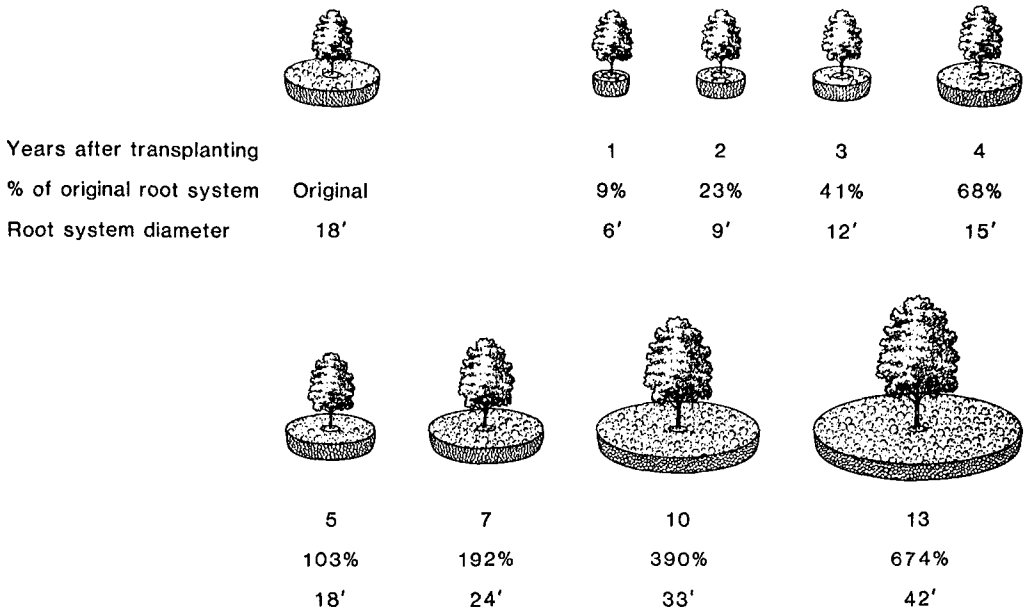 Years after transplanting 1 2 3 4
% of original root system Original 9% 23% 41% 68%
Root system diameter 18' 6' 9' 12' 15'
5 7 10 13
103% 192% 390% 674%
18' 24' 33' 42'